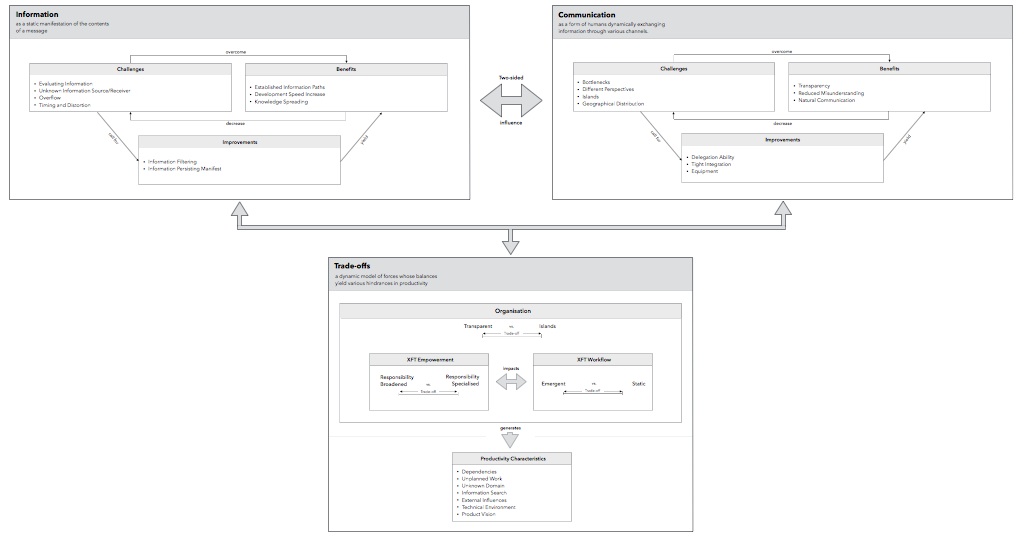 Information
as a static manifestation of the contents
of a message
overcome
Challenges
• Evaluating Information
• Unknown Information Source/Receiver
• Overflow
• Timing and Distortion
Benefits
• Established Information Paths
• Development Speed Increase
• Knowledge Spreading
decrease
call for
yield
Improvements
• Information Filtering
• Information Persisting Manifest
Two-sided
influence
Communication
as a form of humans dynamically exchanging
information through various channels.
overcome
Challenges
• Bottlenecks
• Different Perspectives
• Islands
• Geographical Distribution
Benefits
• Transparency
• Reduced Misunderstanding
• Natural Communication
decrease
call for
yield
Improvements
• Delegation Ability
• Tight Integration
• Equipment
Trade-offs
a dynamic model of forces whose balances
yield various hindrances in productivity
Organisation
Transparent vs. Islands
Trade-off
XFT Empowerment
Responsibility Responsibility
Broadened vs. Specialised
Trade-off
impacts
XFT Workflow
Emergent vs. Static
Trade-off
generates
Productivity Characteristics
• Dependencies
• Unplanned Work
• Unknown Domain
• Information Search
• External Influences
• Technical Environment
• Product Vision